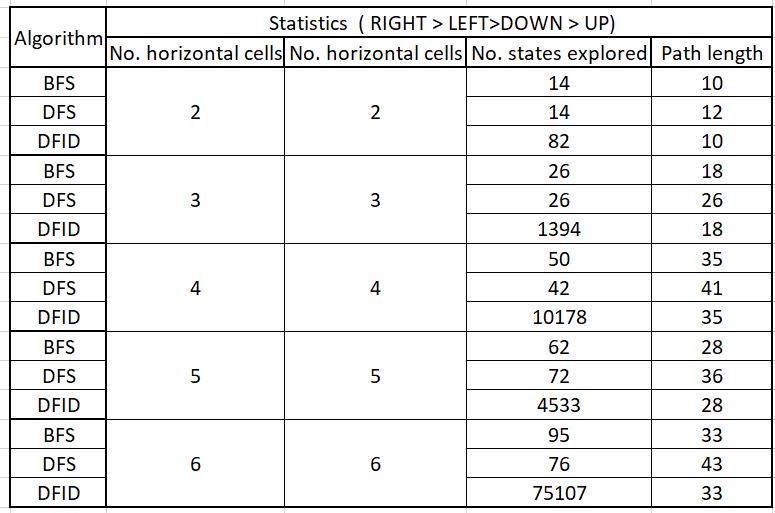 Statistics ( RIGHT > LEFT>DOWN > UP)
Algorithm
No. horizontal cells No. horizontal cells No. states explored Path length
BFS 14 10
DFS 2 2 14 12
DFID 82 10
BFS 26 18
DFS 3 3 26 26
DFID 1394 18
BFS 50 35
DFS 4 4 42 41
DFID 10178 35
BFS 62 28
DFS 5 5 72 36
DFID 4533 28
BFS 95 33
DFS 6 6 76 43
DFID 75107 33